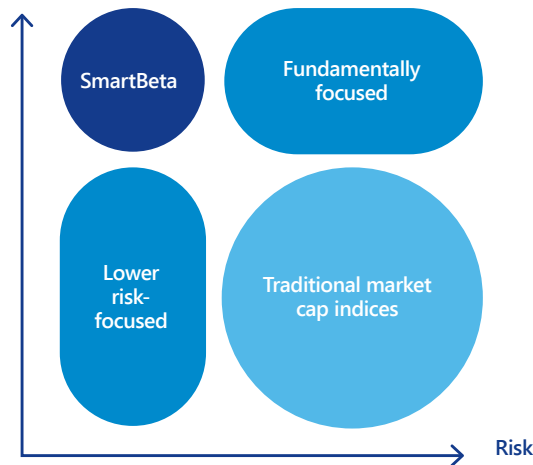 SmartBeta
Fundamentally
focused
Lower
risk-
focused
Traditional market
cap indices
Risk